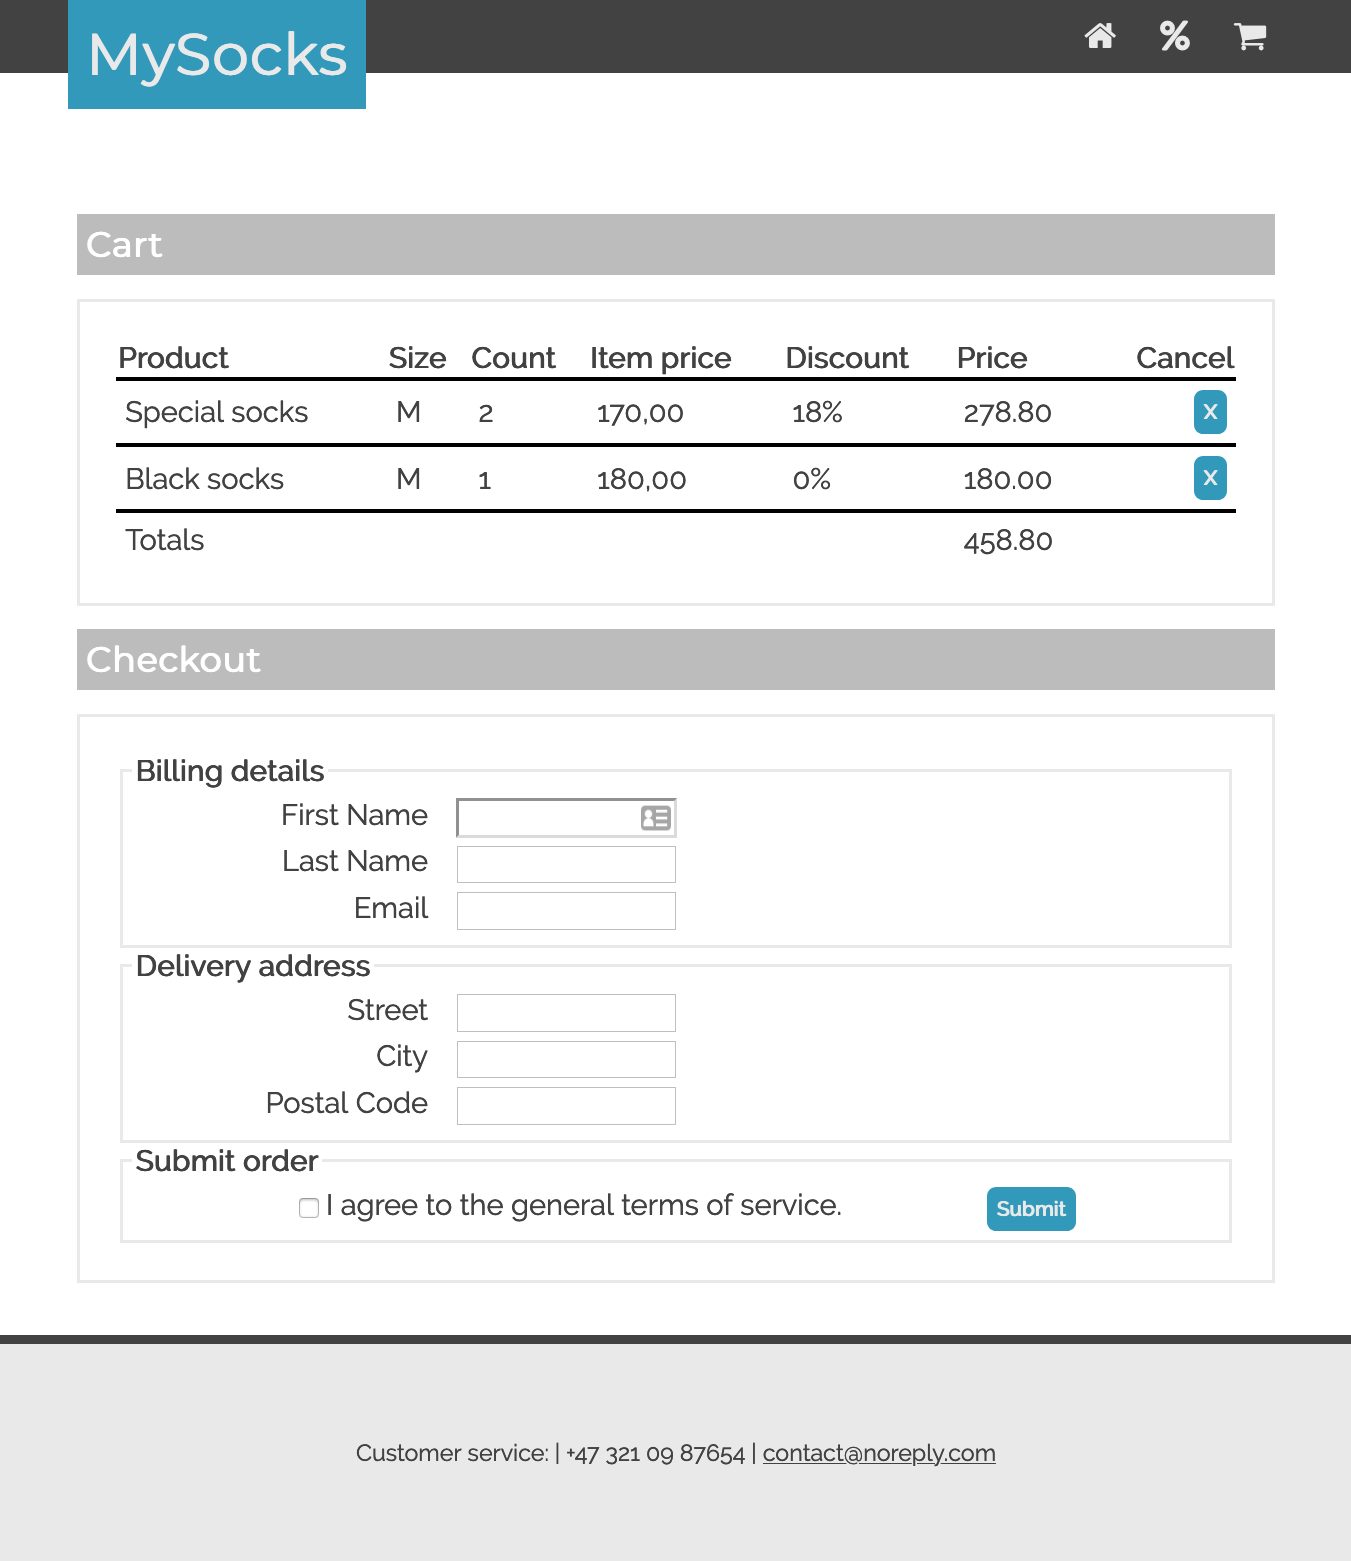 MySocks
Cart
Product Size Count Item price Discount Price Cancel
Special socks M 2 170,00 18% 278.80 X
Black socks M 1 180,00 0% 180.00 X
Totals 458.80
Checkout
Billing details
First Name
Last Name
Email
Delivery address
Street
City
Postal Code
Submit order
I agree to the general terms of service. Submit
Customer service: | +47 321 09 87654 | contact@noreply.com